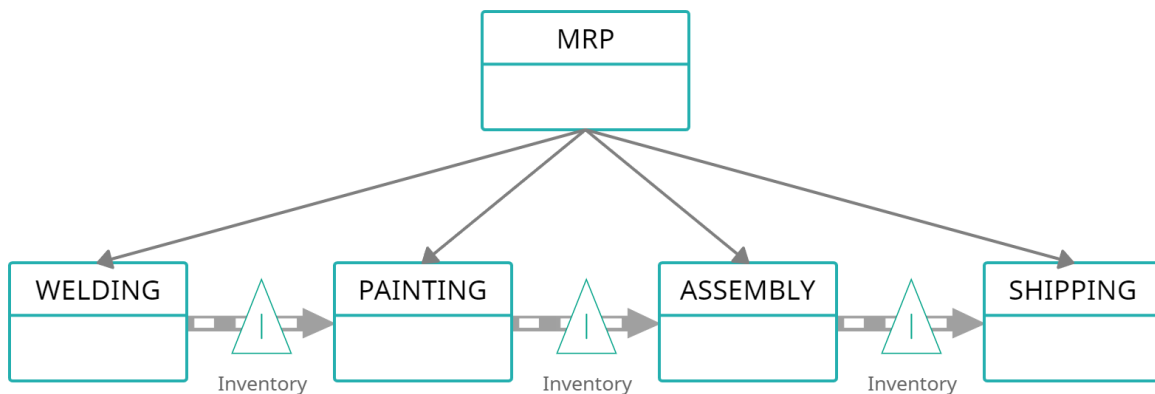 MRP
WELDING
PAINTING
ASSEMBLY
SHIPPING
I
I
I
Inventory
Inventory
Inventory